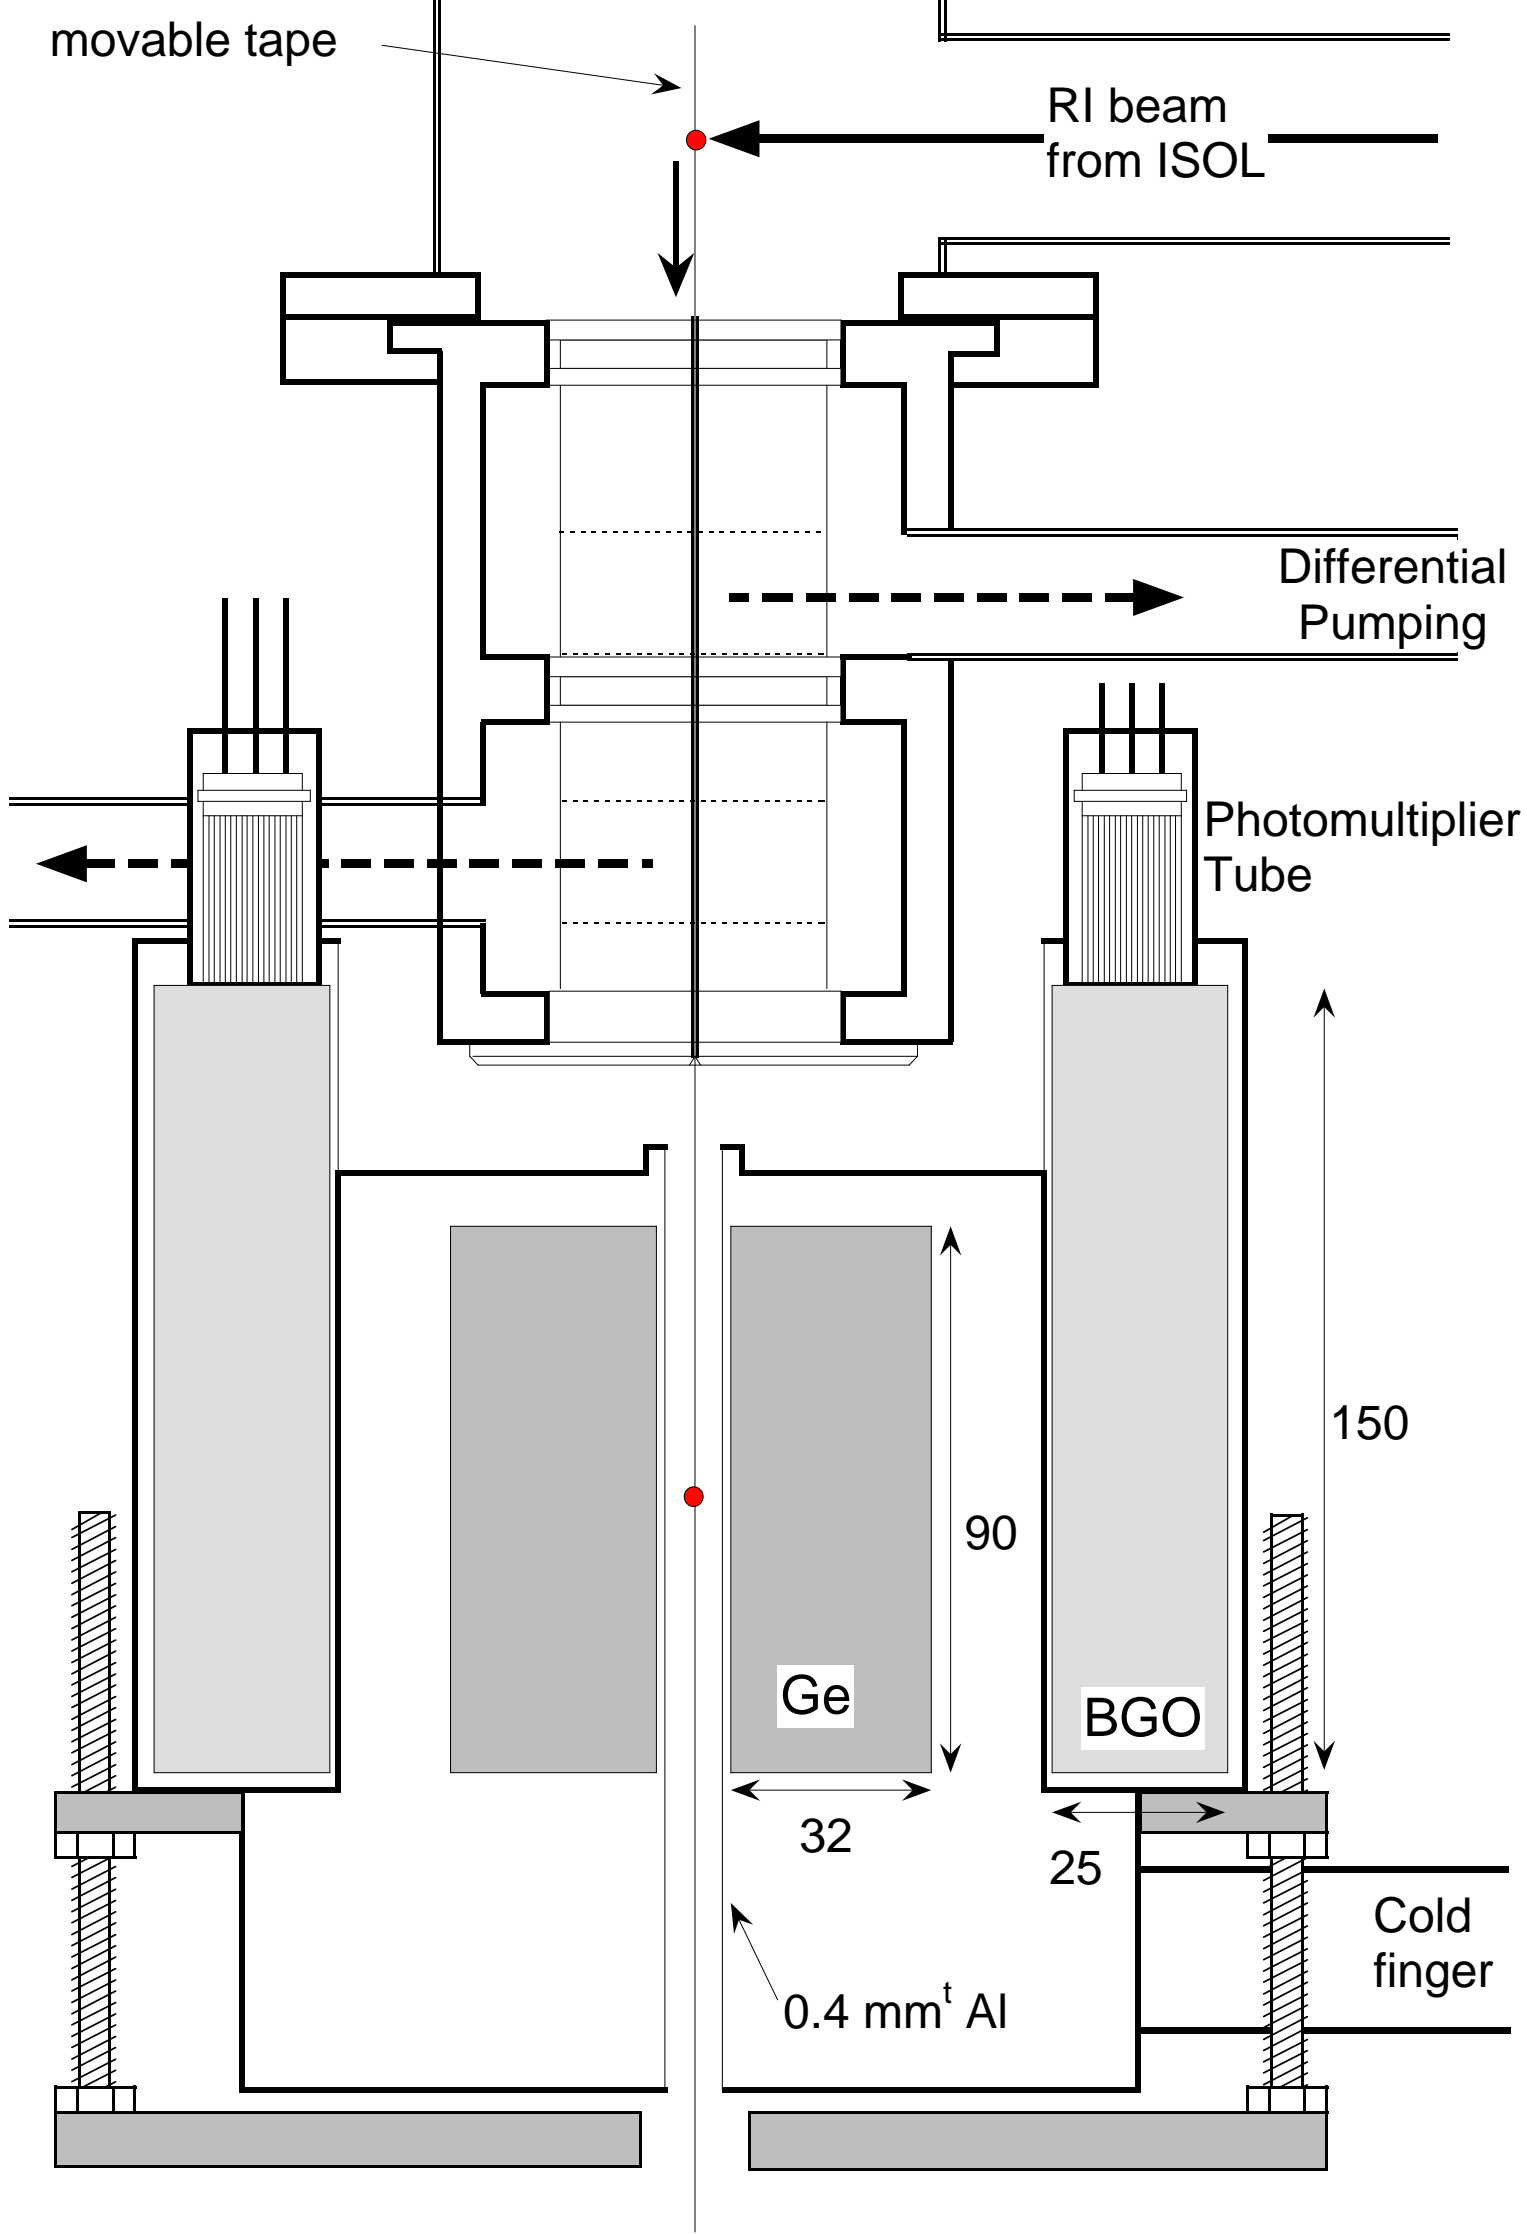 movable tape
RI beam
from ISOL
Differential
Pumping
Photomultiplier
Tube
150
90
Ge
BGO
32
25
Cold
finger
0.4 mmᵗ Al